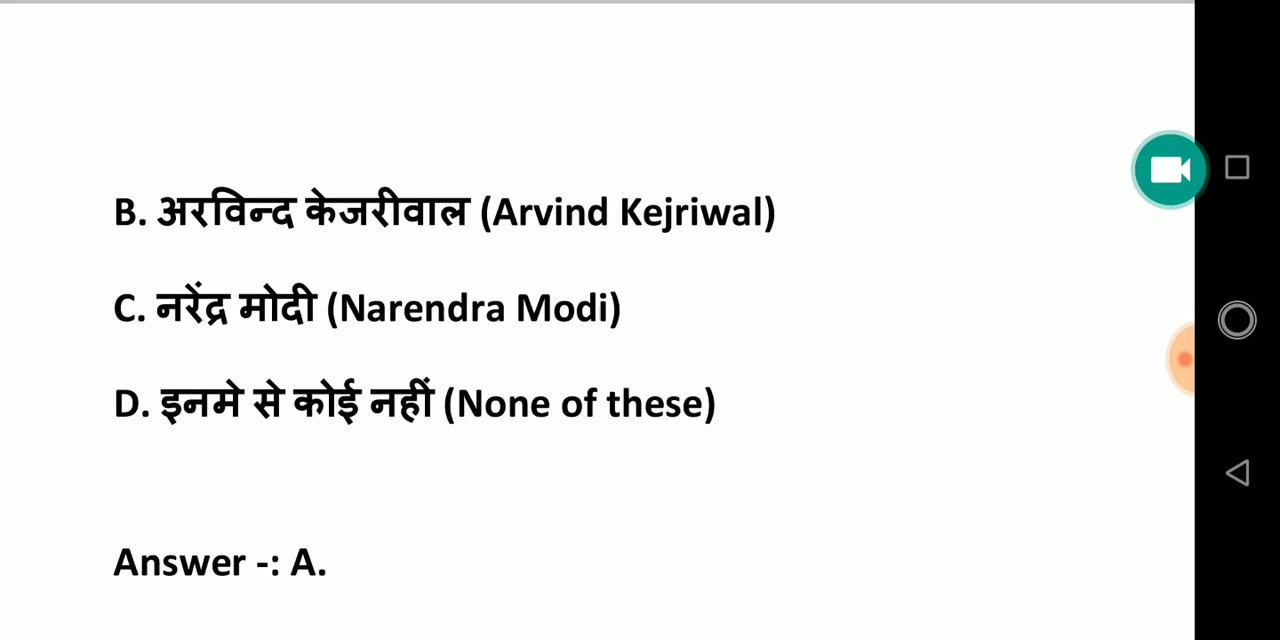 B. अरविन्द केजरीवाल (Arvind Kejriwal)
C. नरेंद्र मोदी (Narendra Modi)
D. इनमे से कोई नहीं (None of these)
Answer -: A.